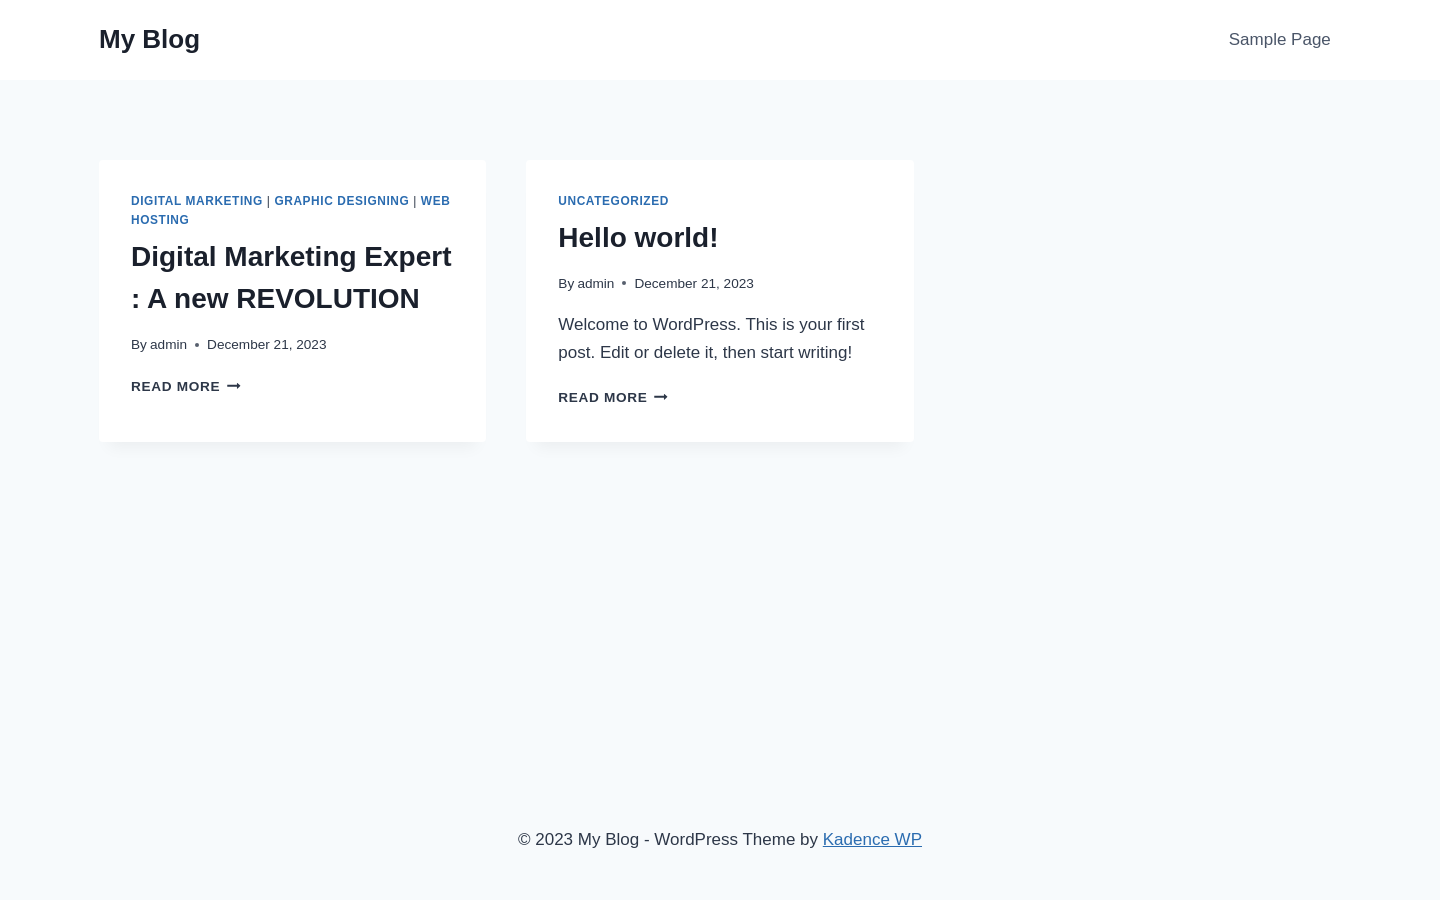 My Blog
Sample Page
DIGITAL MARKETING | GRAPHIC DESIGNING | WEB
HOSTING
Digital Marketing Expert
: A new REVOLUTION
By admin • December 21, 2023
READ MORE →
UNCATEGORIZED
Hello world!
By admin • December 21, 2023
Welcome to WordPress. This is your first
post. Edit or delete it, then start writing!
READ MORE →
© 2023 My Blog - WordPress Theme by Kadence WP